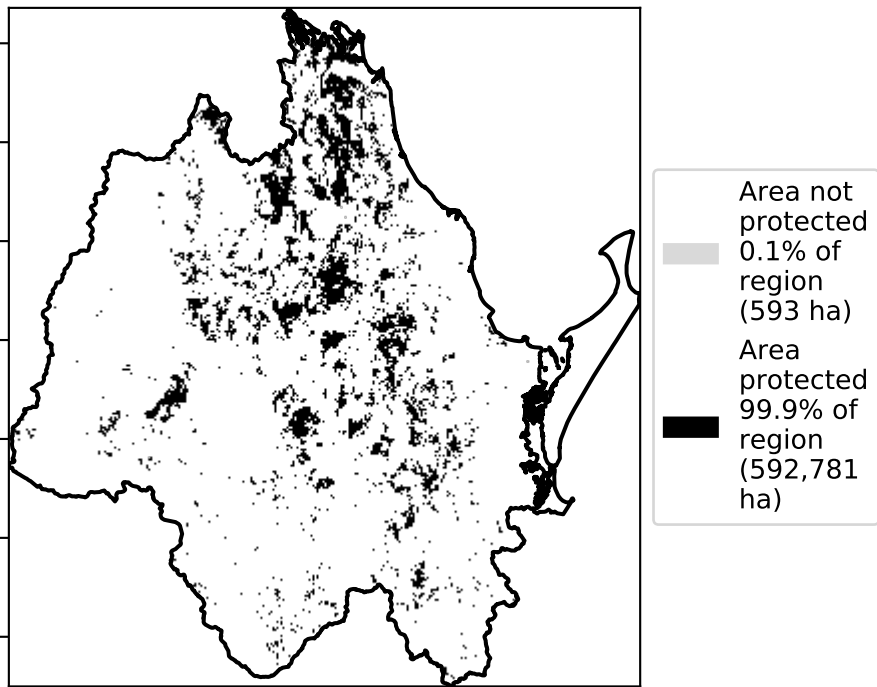 Area not
protected
0.1% of
region
(593 ha)
Area
protected
99.9% of
region
(592,781
ha)